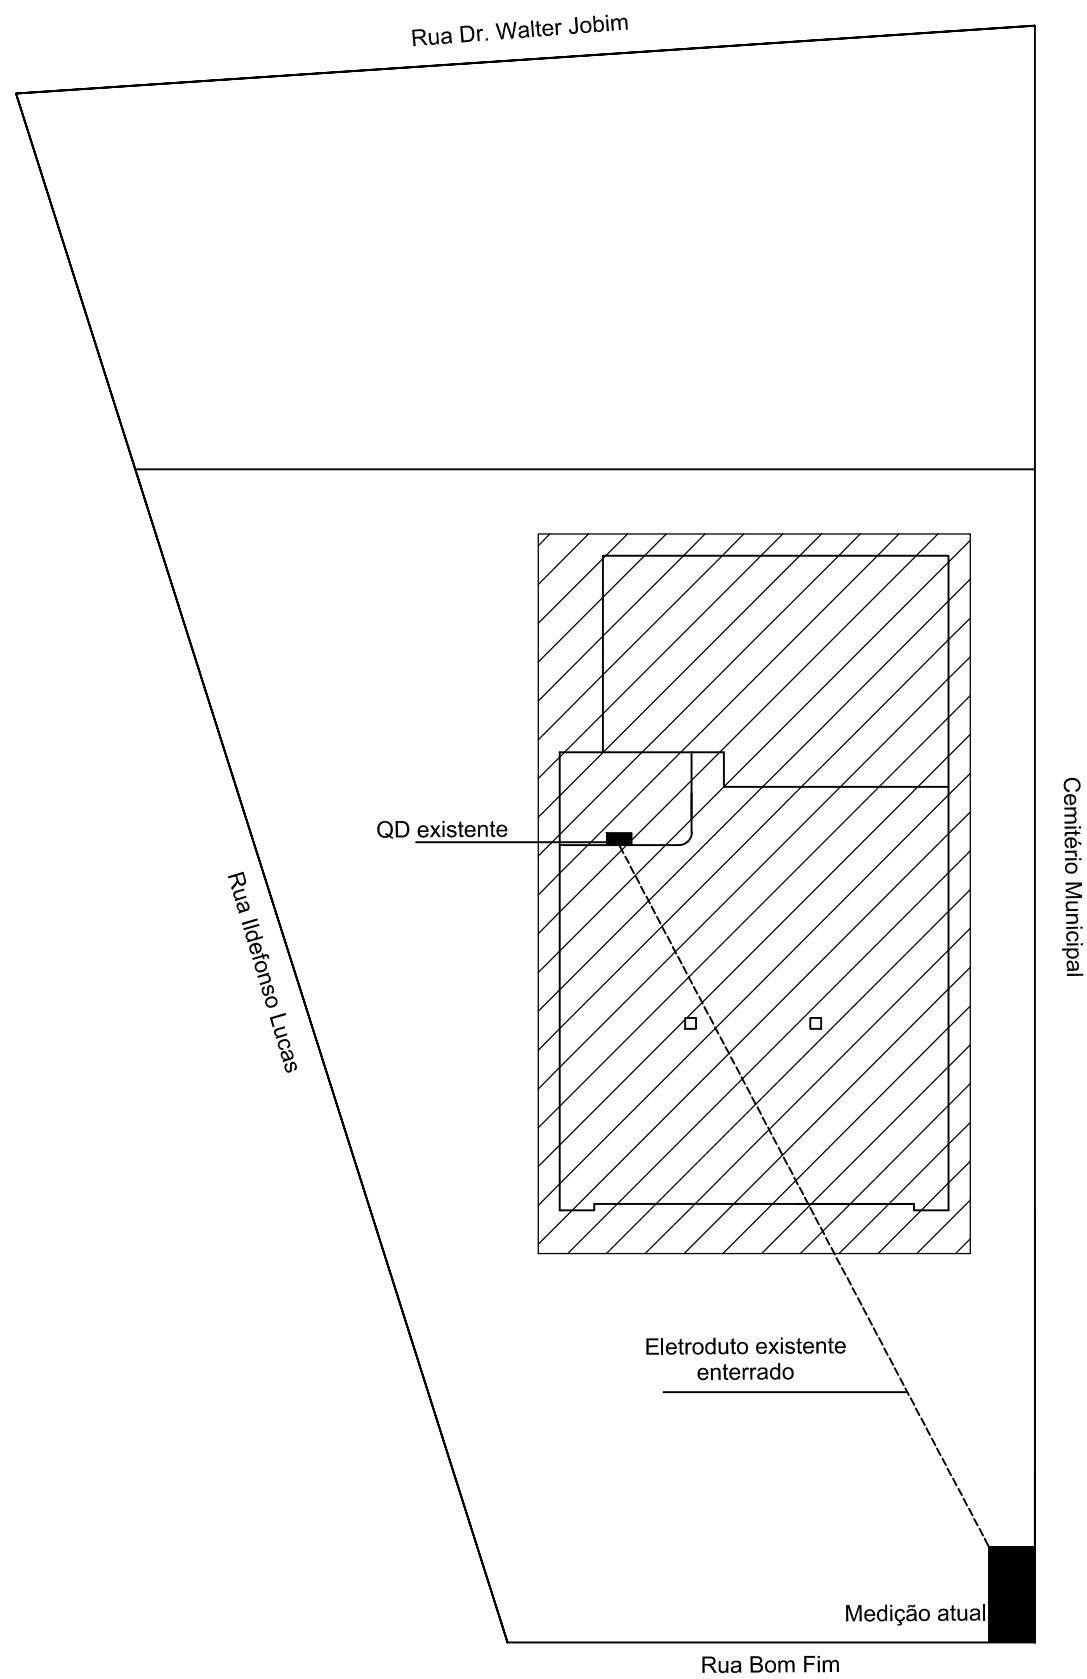 Rua Dr. Walter Jobim
Cemitério Municipal
QD existente
Rua Ildefonso Lucas
Eletroduto existente
enterrado
Medição atual
Rua Bom Fim